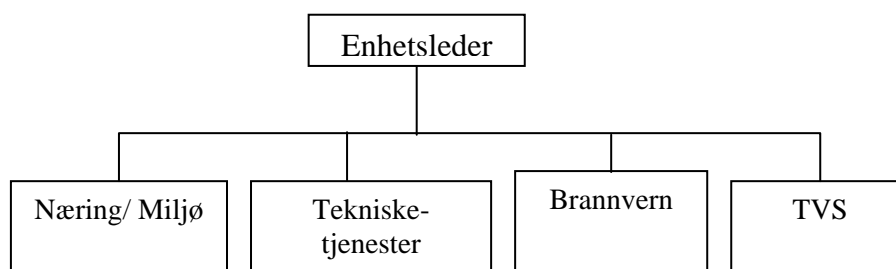 Enhetsleder
Næring/ Miljø
Tekniske-
tjenester
Brannvern
TVS